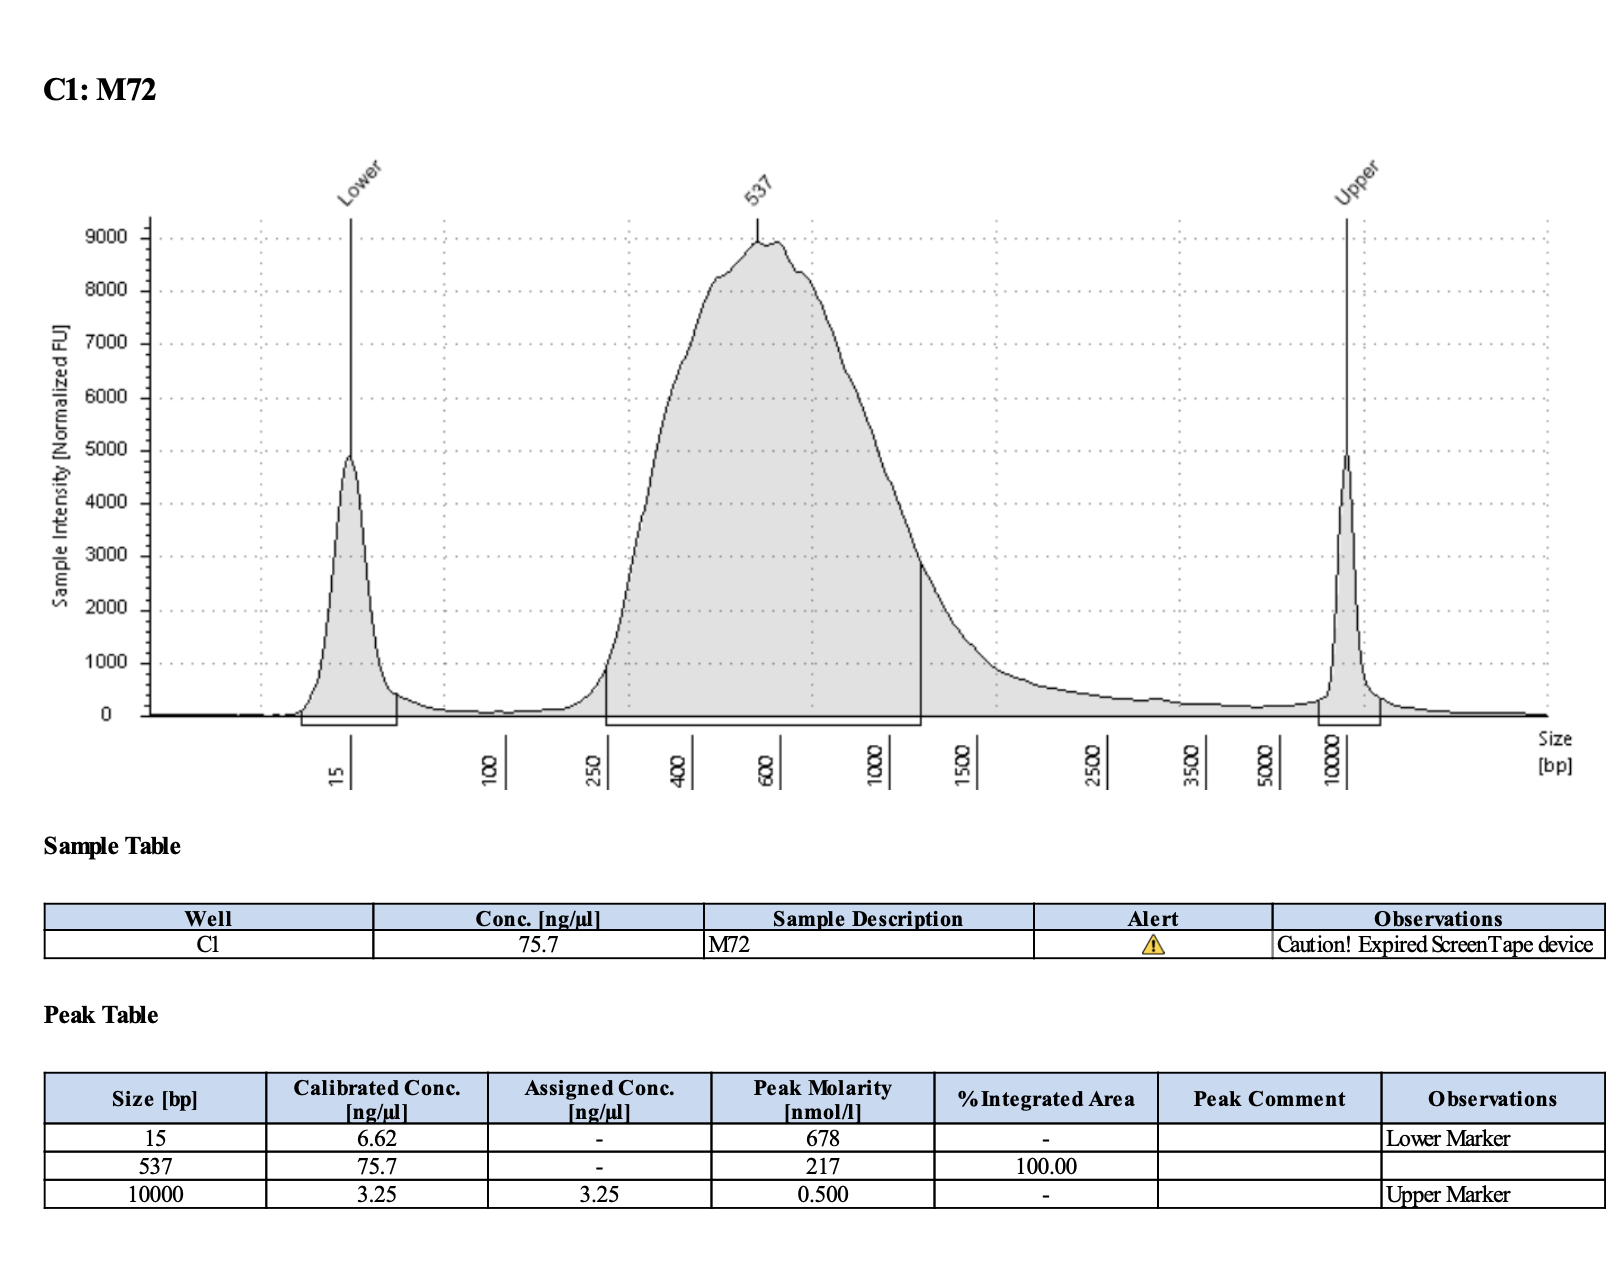 C1: M72
Lower
537
Upper
Sample Intensity [Normalized FU]
9000
8000
7000
6000
5000
4000
3000
2000
1000
0
15
100
250
400
600
1000
1500
2500
3500
5000
10000
Size
[bp]
Sample Table
Well Conc. [ng/µl] Sample Description Alert Observations
C1 75.7 M72 Caution! Expired ScreenTape device
Peak Table
Size [bp] Calibrated Conc. [ng/µl] Assigned Conc. [ng/µl] Peak Molarity [nmol/l] % Integrated Area Peak Comment Observations
15 6.62 - 678 - Lower Marker
537 75.7 - 217 100.00
10000 3.25 3.25 0.500 - Upper Marker